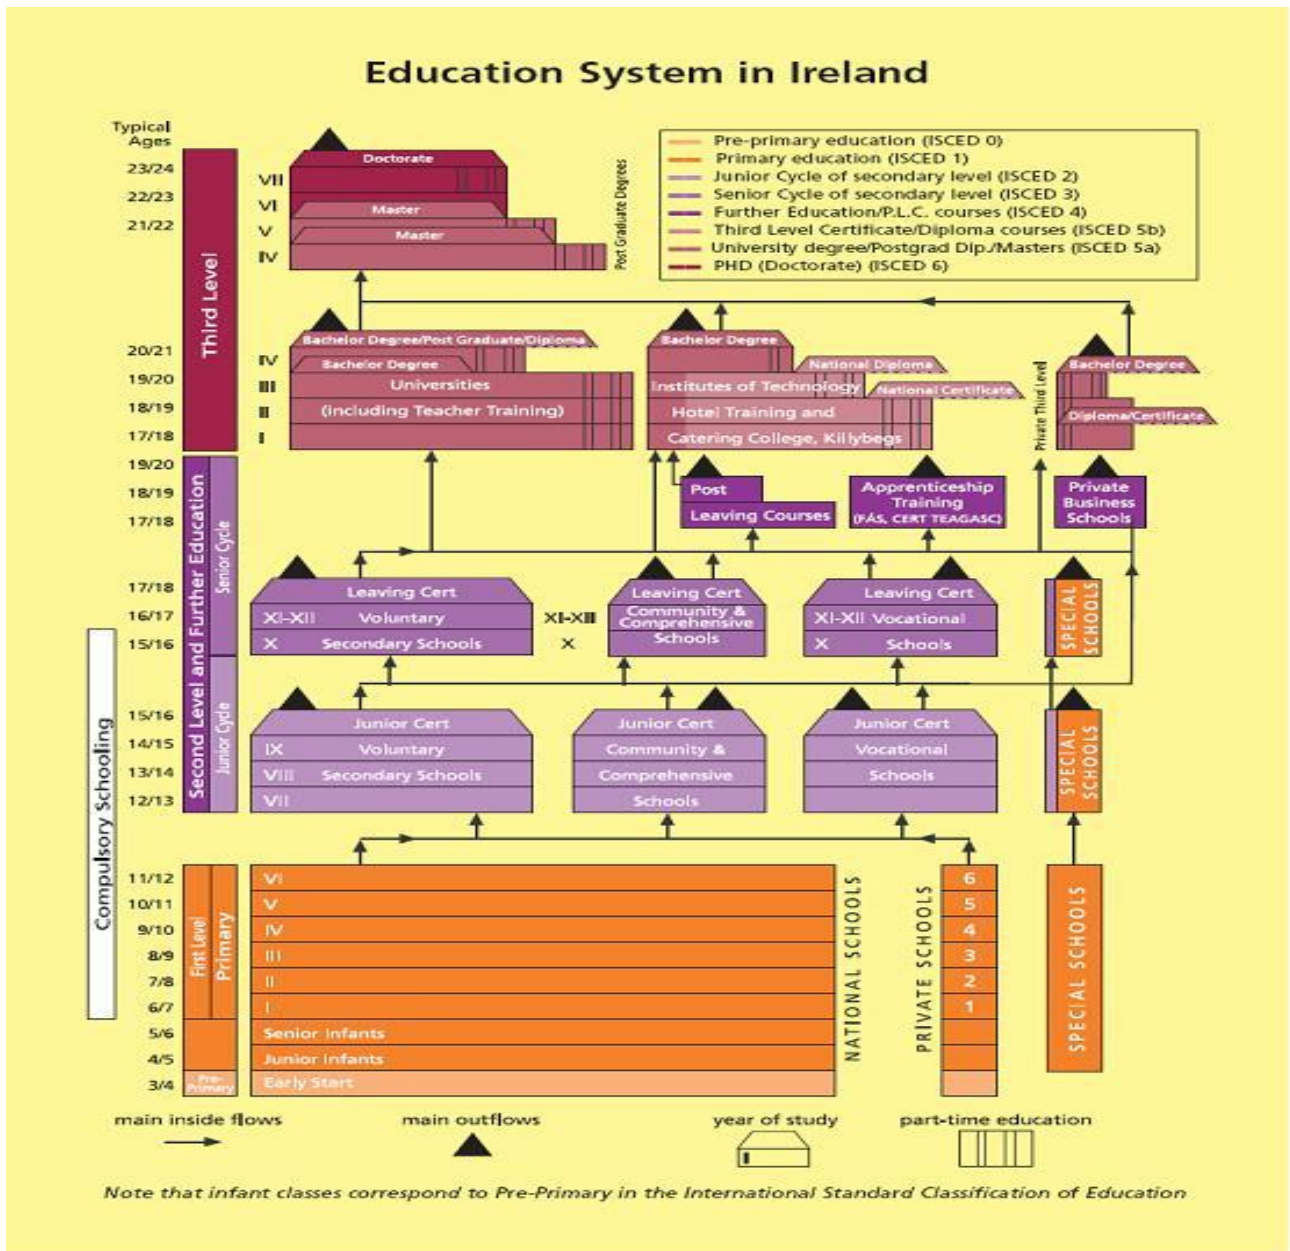 Education System in Ireland
Typical
Ages
Pre-primary education (ISCED 0)
Primary education (ISCED 1)
Junior Cycle of secondary level (ISCED 2)
Senior Cycle of secondary level (ISCED 3)
Further Education/P.L.C. courses (ISCED 4)
Third Level Certificate/Diploma courses (ISCED 5b)
University degree/Postgrad Dip./Masters (ISCED 5a)
PHD (Doctorate) (ISCED 6)
Third Level
23/24
22/23
21/22
VII
VI
V
IV
Doctorate
Master
Master
Post Graduate Degrees
20/21
19/20
18/19
17/18
IV
III
II
I
Bachelor Degree/Post Graduate/Diploma
Bachelor Degree
Universities
(including Teacher Training)
Bachelor Degree
National Diploma
Institutes of Technology
National Certificate
Hotel Training and
Catering College, Killybegs
Private Third Level
Bachelor Degree
Diploma/Certificate
Second Level and Further Education
Senior Cycle
19/20
18/19
17/18
Post
Leaving Courses
Apprenticeship
Training
(FÁS, CERT TEAGASC)
Private
Business
Schools
17/18
16/17
15/16
Leaving Cert
XI-XII Voluntary
X Secondary Schools
XI-XII
X
Leaving Cert
Community &
Comprehensive
Schools
Leaving Cert
XI-XII Vocational
X Schools
SPECIAL
SCHOOLS
Compulsory Schooling
Junior Cycle
15/16
14/15
13/14
12/13
Junior Cert
IX Voluntary
VIII Secondary Schools
VII
Junior Cert
Community &
Comprehensive
Schools
Junior Cert
Vocational
Schools
SPECIAL
SCHOOLS
First Level
Primary
11/12
10/11
9/10
8/9
7/8
6/7
5/6
4/5
3/4
Pre-
Primary
VI
V
IV
III
II
I
Senior Infants
Junior Infants
Early Start
NATIONAL SCHOOLS
PRIVATE SCHOOLS
6
5
4
3
2
1
SPECIAL SCHOOLS
main inside flows
main outflows
year of study
I
part-time education
Note that infant classes correspond to Pre-Primary in the International Standard Classification of Education